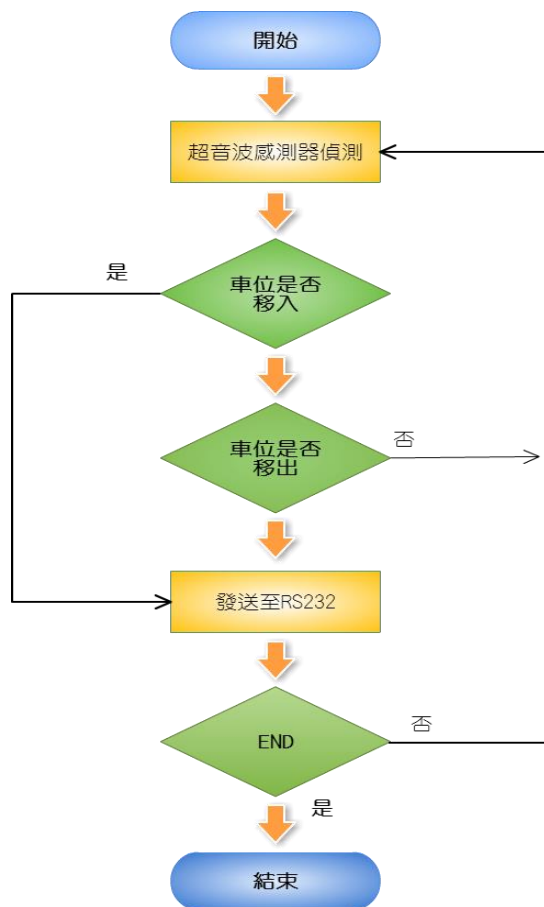 開始
超音波感測器偵測
是
車位是否
移入
車位是否
移出
否
發送至RS232
END
否
是
結束